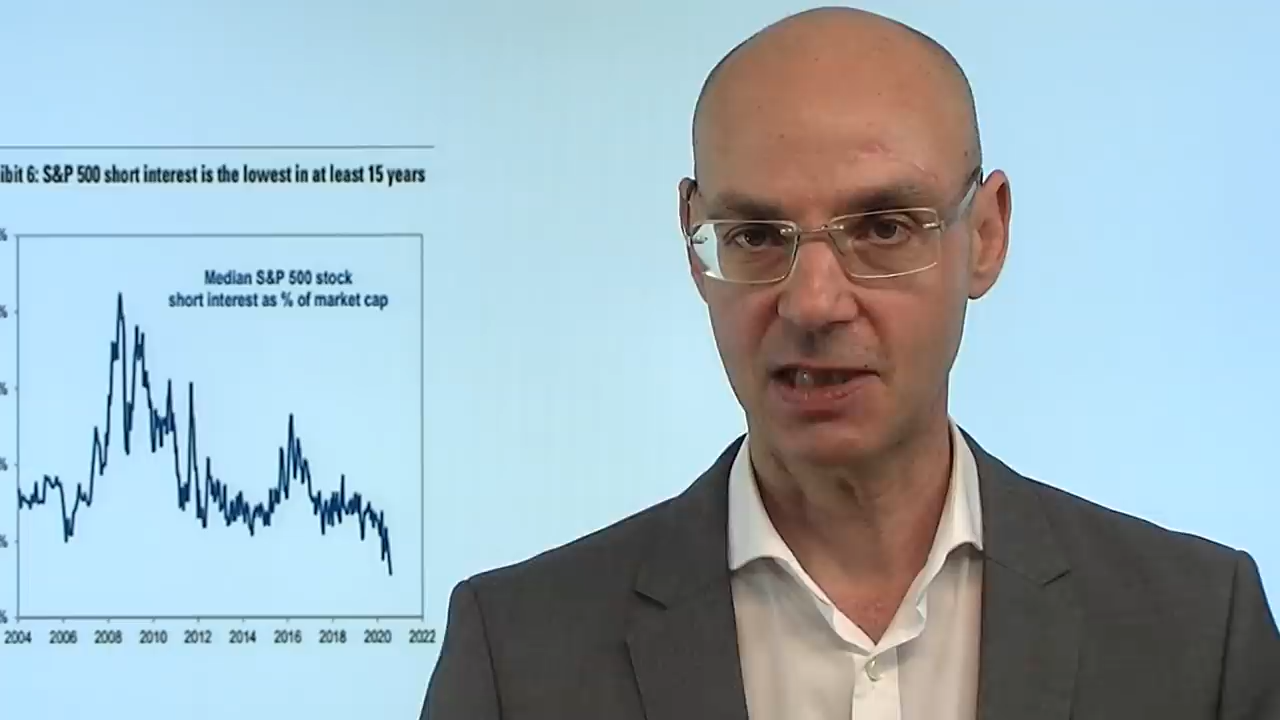 ibit 6: S&P 500 short interest is the lowest in at least 15 years
%
Median S&P 500 stock
short interest as % of market cap
%
%
%
%
%
2004 2006 2008 2010 2012 2014 2016 2018 2020 2022